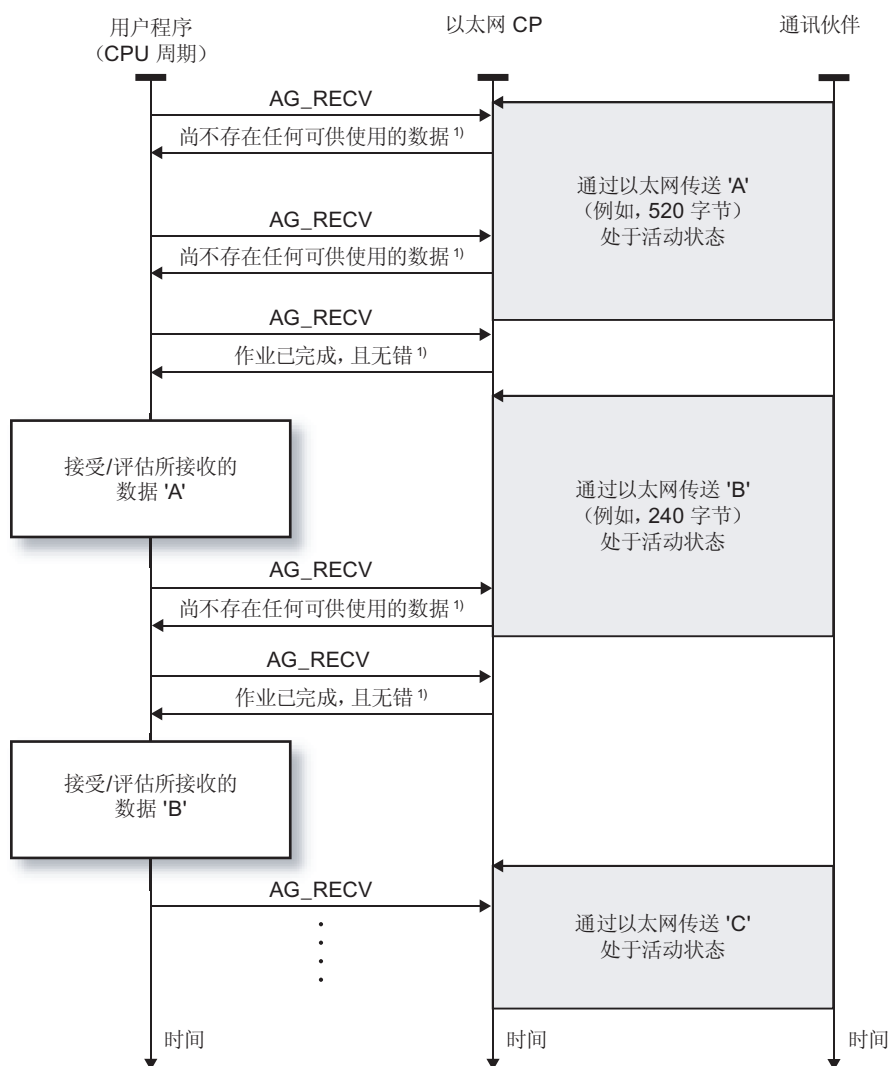 用户程序
（CPU 周期）
以太网 CP
通讯伙伴
AG_RECV
尚不存在任何可供使用的数据 1)
通过以太网传送 'A'
（例如，520 字节）
处于活动状态
AG_RECV
尚不存在任何可供使用的数据 1)
AG_RECV
作业已完成，且无错 1)
接受/评估所接收的
数据 'A'
通过以太网传送 'B'
（例如，240 字节）
处于活动状态
AG_RECV
尚不存在任何可供使用的数据 1)
AG_RECV
作业已完成，且无错 1)
接受/评估所接收的
数据 'B'
AG_RECV
通过以太网传送 'C'
处于活动状态
时间
时间
时间